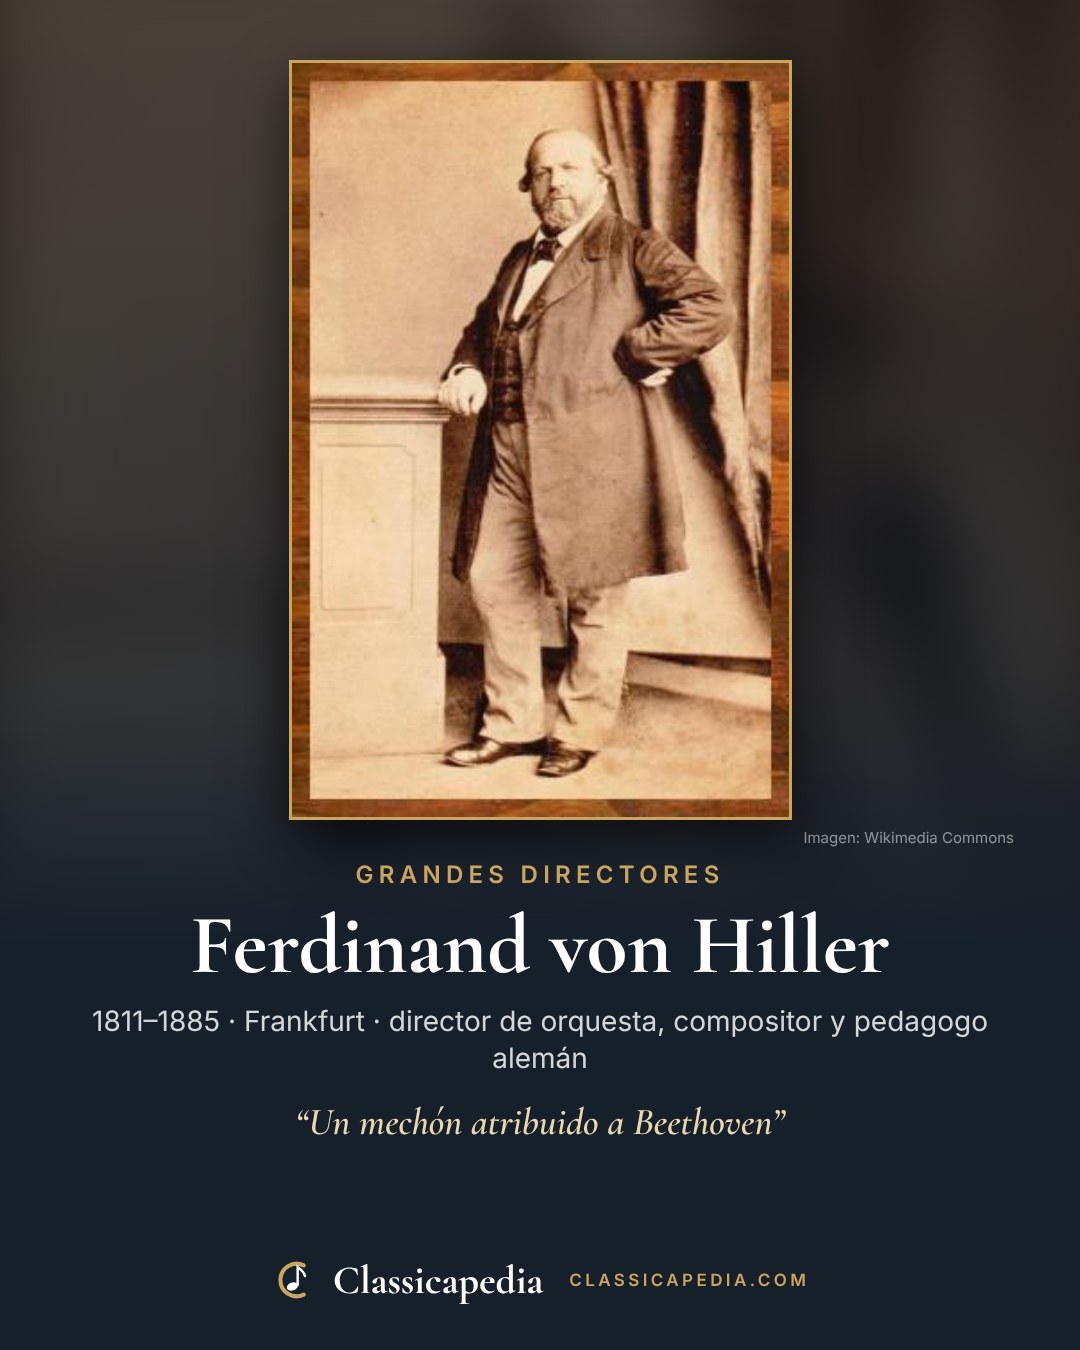 Imagen: Wikimedia Commons
GRANDES DIRECTORES
Ferdinand von Hiller
1811–1885 · Frankfurt · director de orquesta, compositor y pedagogo
alemán
“Un mechón atribuido a Beethoven”
Classicapedia CLASSICAPEDIA.COM